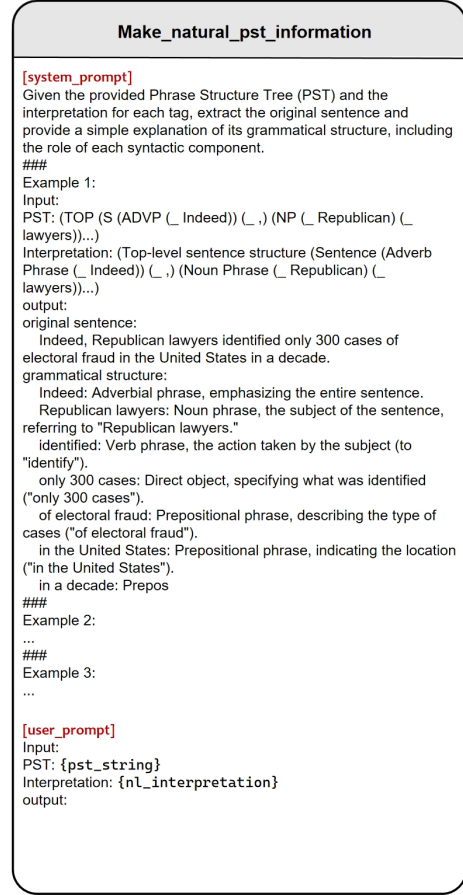 Make_natural_pst_information
[system_prompt]
Given the provided Phrase Structure Tree (PST) and the
interpretation for each tag, extract the original sentence and
provide a simple explanation of its grammatical structure, including
the role of each syntactic component.
###
Example 1:
Input:
PST: (TOP (S (ADVP (_ Indeed)) (_ ,) (NP (_ Republican) (_
lawyers))...)
Interpretation: (Top-level sentence structure (Sentence (Adverb
Phrase (_ Indeed)) (_ ,) (Noun Phrase (_ Republican) (_
lawyers))...)
output:
original sentence:
Indeed, Republican lawyers identified only 300 cases of
electoral fraud in the United States in a decade.
grammatical structure:
Indeed: Adverbial phrase, emphasizing the entire sentence.
Republican lawyers: Noun phrase, the subject of the sentence,
referring to "Republican lawyers."
identified: Verb phrase, the action taken by the subject (to
"identify").
only 300 cases: Direct object, specifying what was identified
("only 300 cases").
of electoral fraud: Prepositional phrase, describing the type of
cases ("of electoral fraud").
in the United States: Prepositional phrase, indicating the location
("in the United States").
in a decade: Prepos
###
Example 2:
...
###
Example 3:
...
[user_prompt]
Input:
PST: {pst_string}
Interpretation: {nl_interpretation}
output: